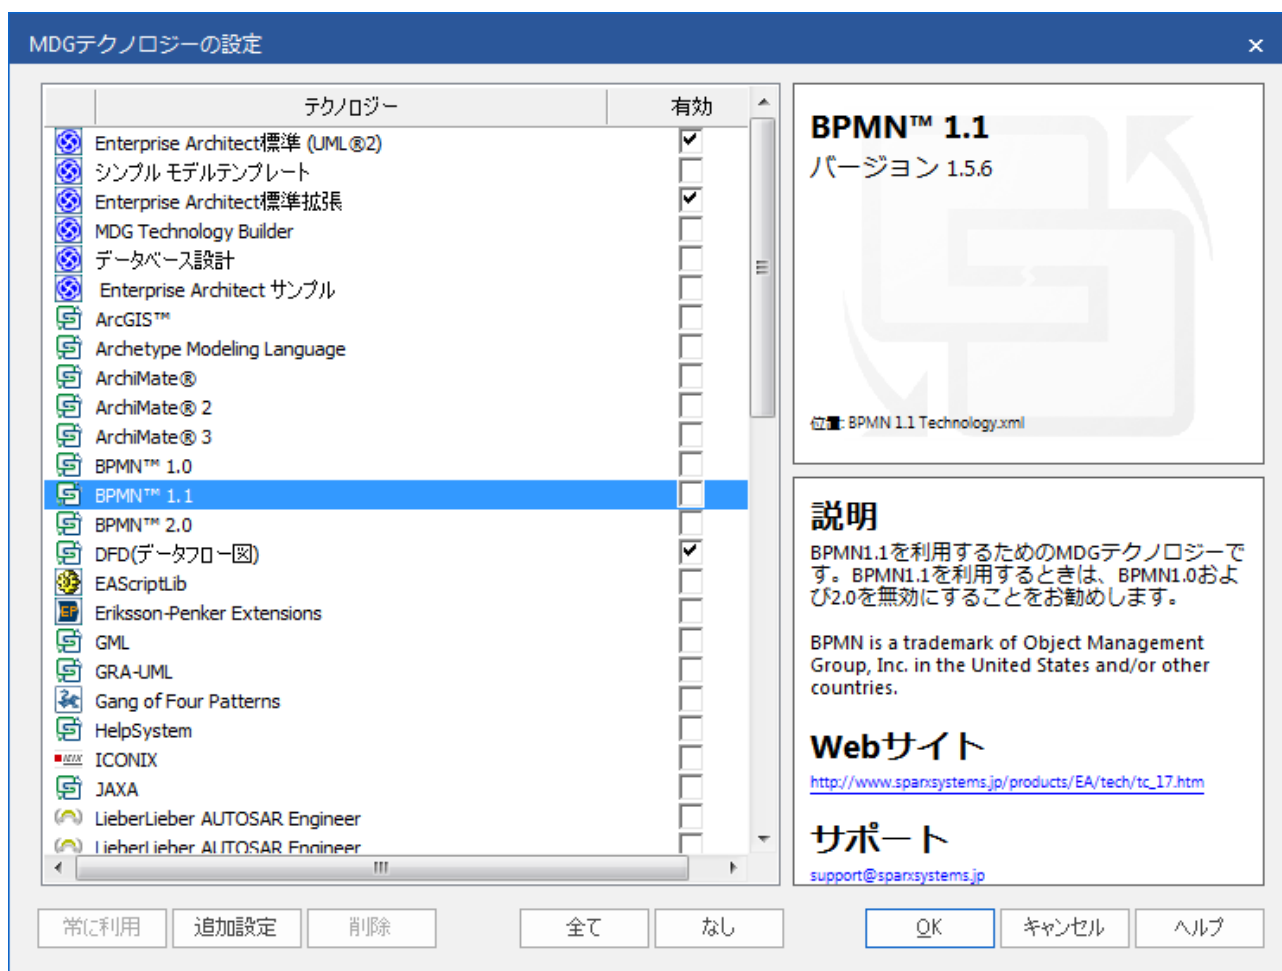 MDGテクノロジーの設定
テクノロジー 有効
Enterprise Architect標準 (UML®2)
シンプル モデルテンプレート
Enterprise Architect標準拡張
MDG Technology Builder
データベース設計
Enterprise Architect サンプル
ArcGIS™
Archetype Modeling Language
ArchiMate®
ArchiMate® 2
ArchiMate® 3
BPMN™ 1.0
BPMN™ 1.1
BPMN™ 2.0
DFD(データフロー図)
EAScriptLib
Eriksson-Penker Extensions
GML
GRA-UML
Gang of Four Patterns
HelpSystem
ICONIX
JAXA
LieberLieber AUTOSAR Engineer
LieberLieber AUTOSAR Engineer
BPMN™ 1.1
バージョン 1.5.6
位置: BPMN 1.1 Technology.xml
説明
BPMN1.1を利用するためのMDGテクノロジーで
す。BPMN1.1を利用するときは、BPMN1.0およ
び2.0を無効にすることをお勧めします。
BPMN is a trademark of Object Management
Group, Inc. in the United States and/or other
countries.
Webサイト
http://www.sparxsystems.jp/products/EA/tech/tc_17.htm
サポート
support@sparxsystems.jp
常に利用 追加設定 削除 全て なし OK キャンセル ヘルプ